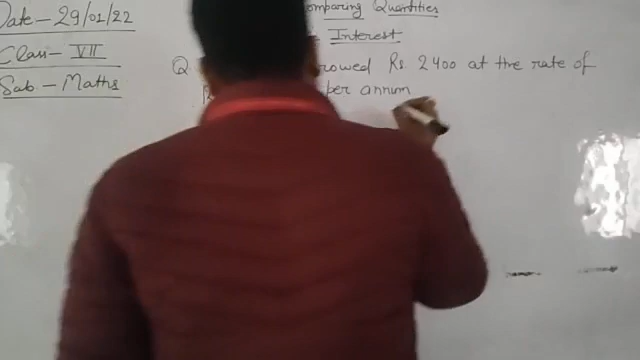 Date – 29/01/22
Comparing Quantities
Class – VII
Interest
Q rowed Rs. 2400 at the rate of
Sub. – Maths
per annum